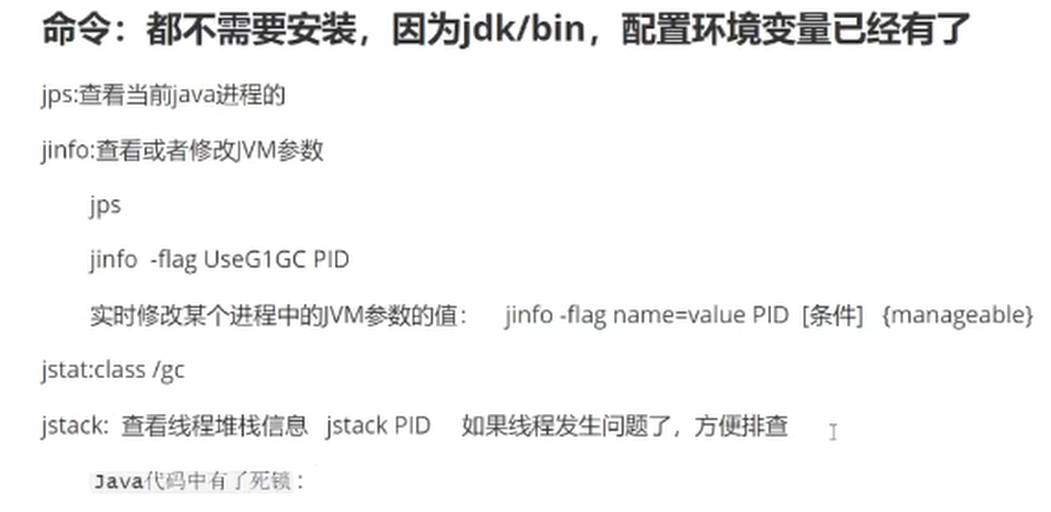 命令：都不需要安装，因为jdk/bin，配置环境变量已经有了
jps:查看当前java进程的
jinfo:查看或者修改JVM参数
jps
jinfo -flag UseG1GC PID
实时修改某个进程中的JVM参数的值： jinfo -flag name=value PID [条件] {manageable}
jstat:class /gc
jstack: 查看线程堆栈信息 jstack PID 如果线程发生问题了，方便排查
Java代码中有了死锁：